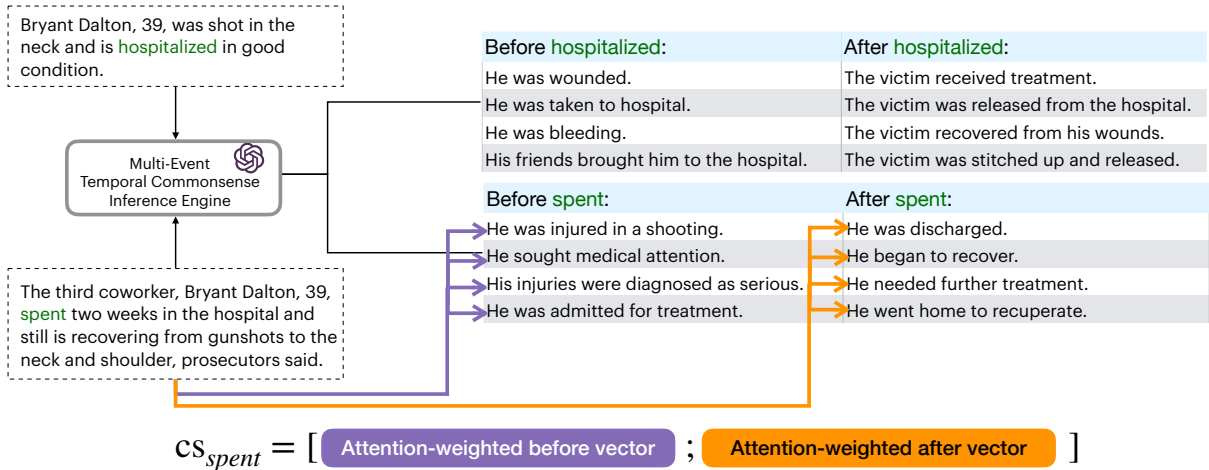 Bryant Dalton, 39, was shot in the
neck and is hospitalized in good
condition.
Multi-Event
Temporal Commonsense
Inference Engine
The third coworker, Bryant Dalton, 39,
spent two weeks in the hospital and
still is recovering from gunshots to the
neck and shoulder, prosecutors said.
Before hospitalized:
After hospitalized:
He was wounded.
The victim received treatment.
He was taken to hospital.
The victim was released from the hospital.
He was bleeding.
The victim recovered from his wounds.
His friends brought him to the hospital.
The victim was stitched up and released.
Before spent:
After spent:
He was injured in a shooting.
He was discharged.
He sought medical attention.
He began to recover.
His injuries were diagnosed as serious.
He needed further treatment.
He was admitted for treatment.
He went home to recuperate.
cs_spent = [ Attention-weighted before vector ; Attention-weighted after vector ]